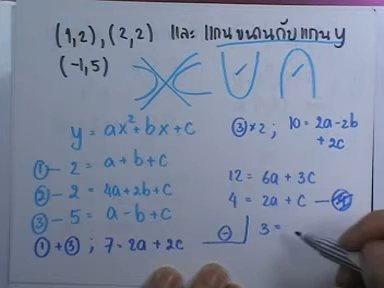 (1,2),(2,2) และ แกนขนานกับแกน y
(-1,5)
y = ax²+bx+c
① - 2 = a+b+c
② - 2 = 4a+2b+c
③ - 5 = a-b+c
①+③ ; 7 = 2a+2c
③×2 ; 10 = 2a-2b
+2c
12 = 6a+3c
4 = 2a+c —④
⊖ 3 =